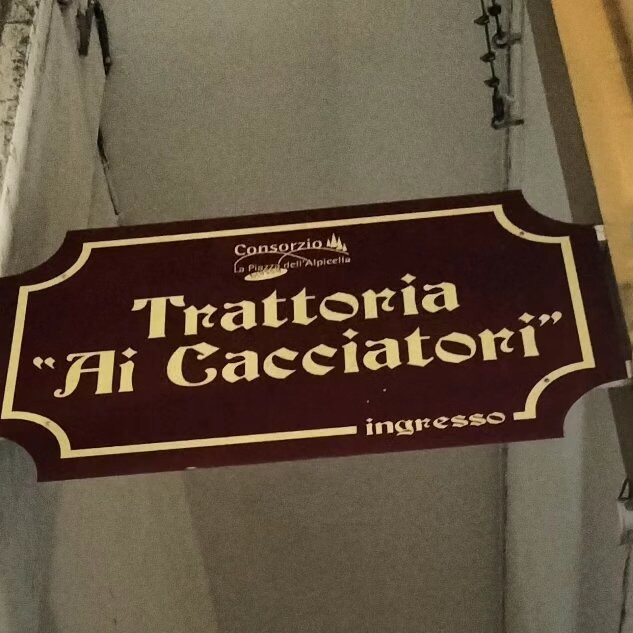 Consorzio
La Piazza dell'Alpicella
Trattoria
"Ai Cacciatori"
ingresso